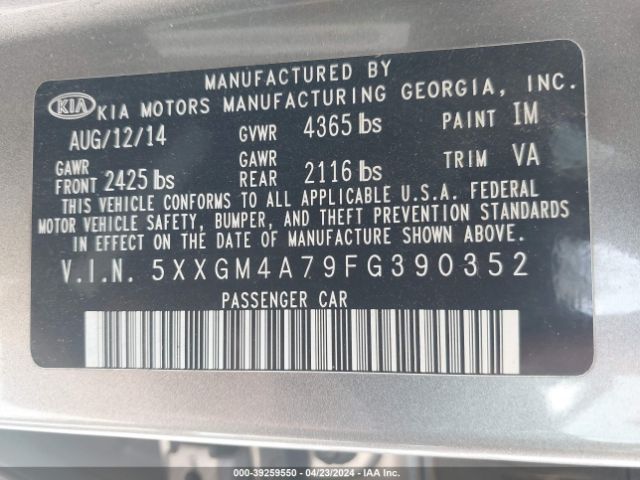 MANUFACTURED BY
KIA KIA MOTORS MANUFACTURING GEORGIA, INC.
AUG/12/14 GVWR 4365 lbs PAINT IM
GAWR FRONT 2425 lbs GAWR REAR 2116 lbs TRIM VA
THIS VEHICLE CONFORMS TO ALL APPLICABLE U.S.A. FEDERAL
MOTOR VEHICLE SAFETY, BUMPER, AND THEFT PREVENTION STANDARDS
IN EFFECT ON THE DATE OF MANUFACTURE SHOWN ABOVE.
V.I.N. 5XXGM4A79FG390352
PASSENGER CAR
000-39259550 - 04/23/2024 - IAA Inc.